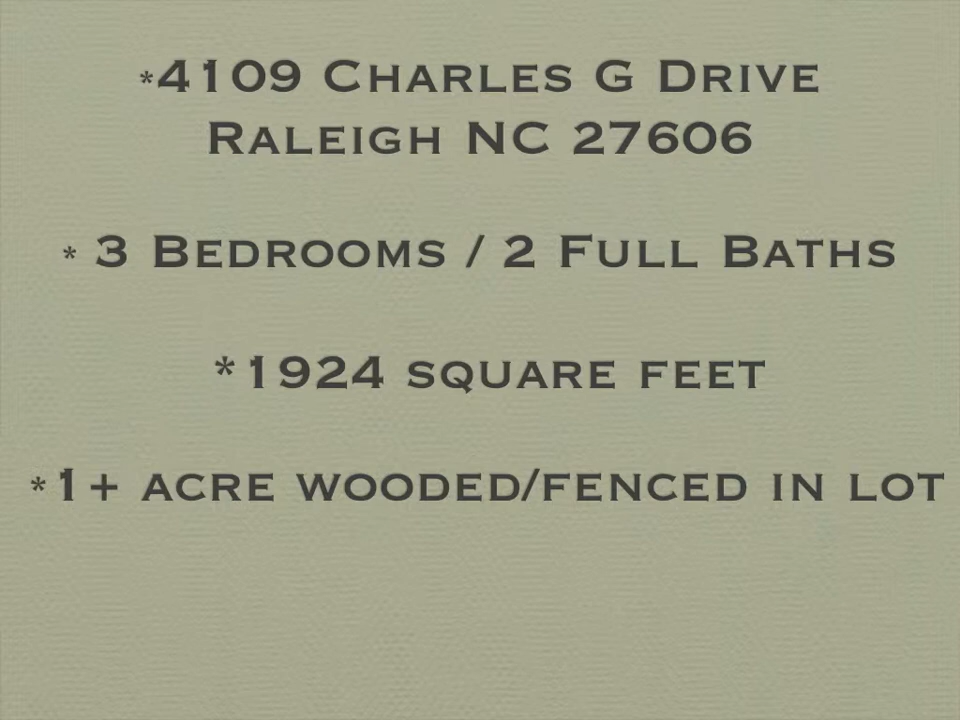 *4109 Charles G Drive
Raleigh NC 27606
* 3 Bedrooms / 2 Full Baths
*1924 square feet
*1+ acre wooded/fenced in lot